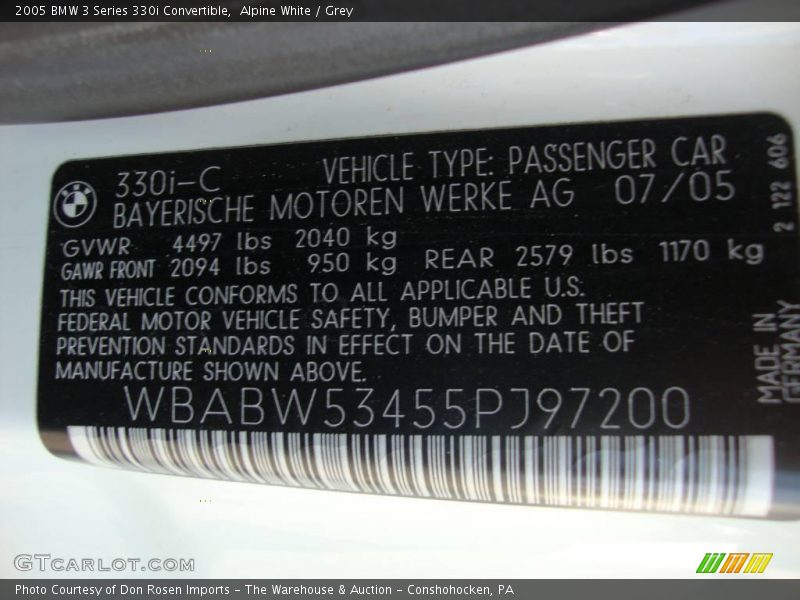 2005 BMW 3 Series 330i Convertible, Alpine White / Grey
330i-C VEHICLE TYPE: PASSENGER CAR
BAYERISCHE MOTOREN WERKE AG 07/05
GVWR 4497 lbs 2040 kg
GAWR FRONT 2094 lbs 950 kg REAR 2579 lbs 1170 kg
THIS VEHICLE CONFORMS TO ALL APPLICABLE U.S.
FEDERAL MOTOR VEHICLE SAFETY, BUMPER AND THEFT
PREVENTION STANDARDS IN EFFECT ON THE DATE OF
MANUFACTURE SHOWN ABOVE.
WBABW53455PJ97200
2 122 606
MADE IN
GERMANY
GTCarlot.com
Photo Courtesy of Don Rosen Imports - The Warehouse & Auction - Conshohocken, PA